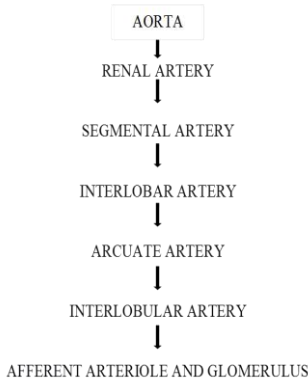 AORTA
RENAL ARTERY
SEGMENTAL ARTERY
INTERLOBAR ARTERY
ARCUATE ARTERY
INTERLOBULAR ARTERY
AFFERENT ARTERIOLE AND GLOMERULUS